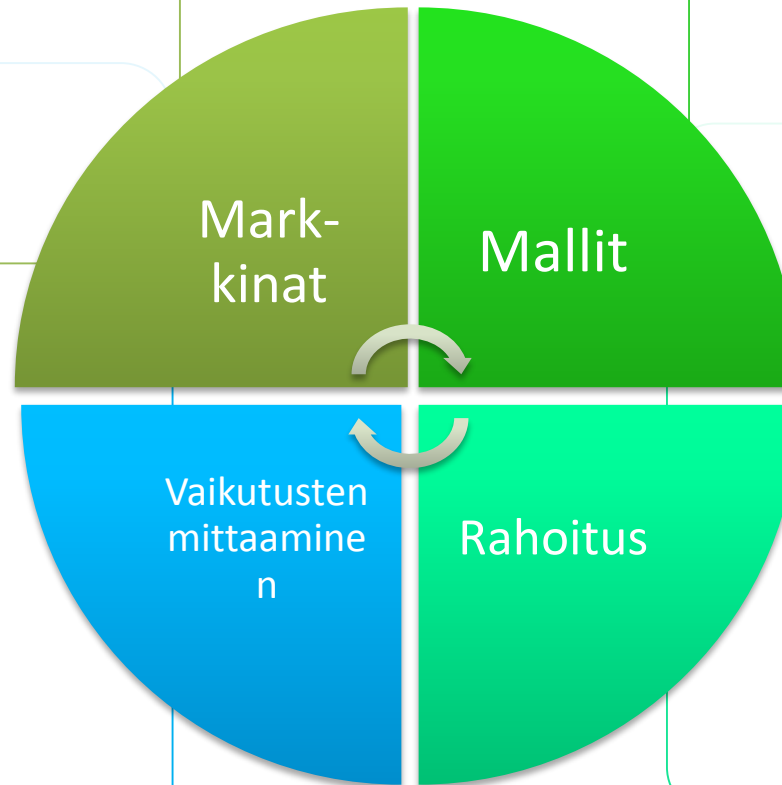 Mark-
kinat
Mallit
Vaikutusten
mittaamine
n
Rahoitus